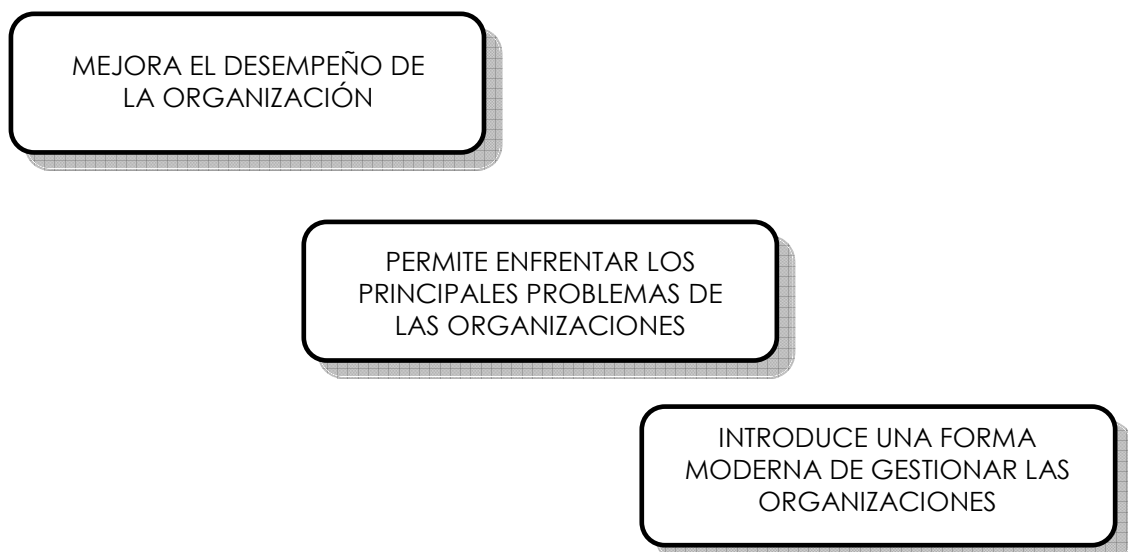 MEJORA EL DESEMPEÑO DE
LA ORGANIZACIÓN
PERMITE ENFRENTAR LOS
PRINCIPALES PROBLEMAS DE
LAS ORGANIZACIONES
INTRODUCE UNA FORMA
MODERNA DE GESTIONAR LAS
ORGANIZACIONES